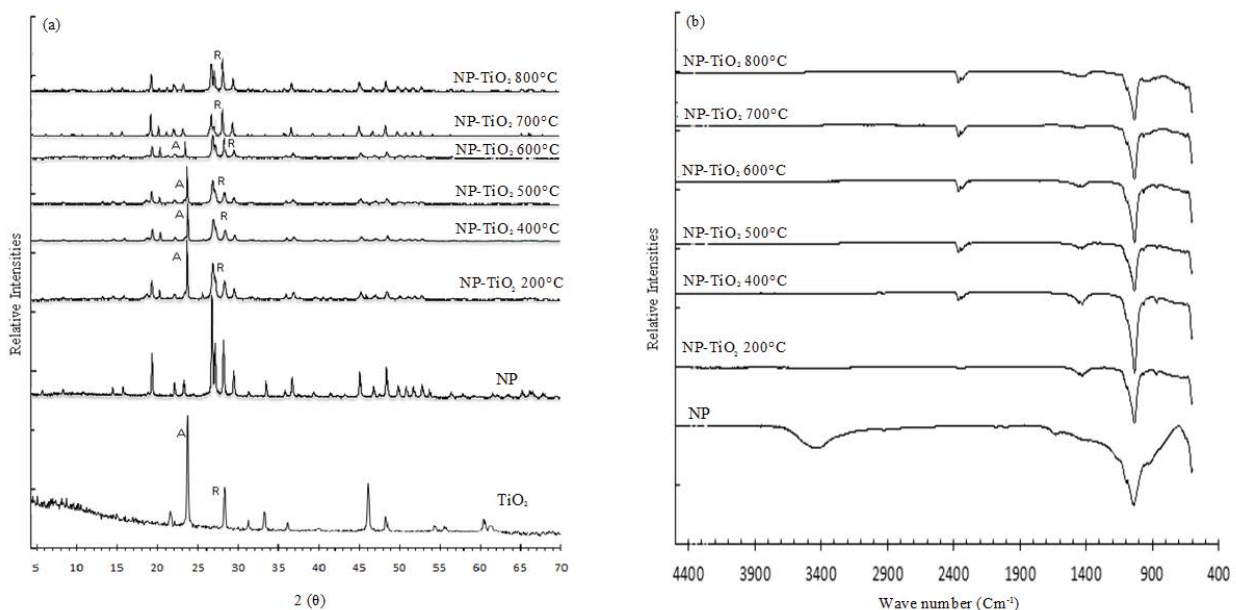 (a)
R
NP-TiO₂ 800°C
R
NP-TiO₂ 700°C
A
R
NP-TiO₂ 600°C
A
R
NP-TiO₂ 500°C
A
R
NP-TiO₂ 400°C
A
R
NP-TiO₂ 200°C
NP
A
R
TiO₂
Relative Intensities
5 10 15 20 25 30 35 40 45 50 55 60 65 70
2 (θ)
(b)
NP-TiO₂ 800°C
NP-TiO₂ 700°C
NP-TiO₂ 600°C
NP-TiO₂ 500°C
NP-TiO₂ 400°C
NP-TiO₂ 200°C
NP
Relative Intensities
4400 3900 3400 2900 2400 1900 1400 900 400
Wave number (Cm⁻¹)